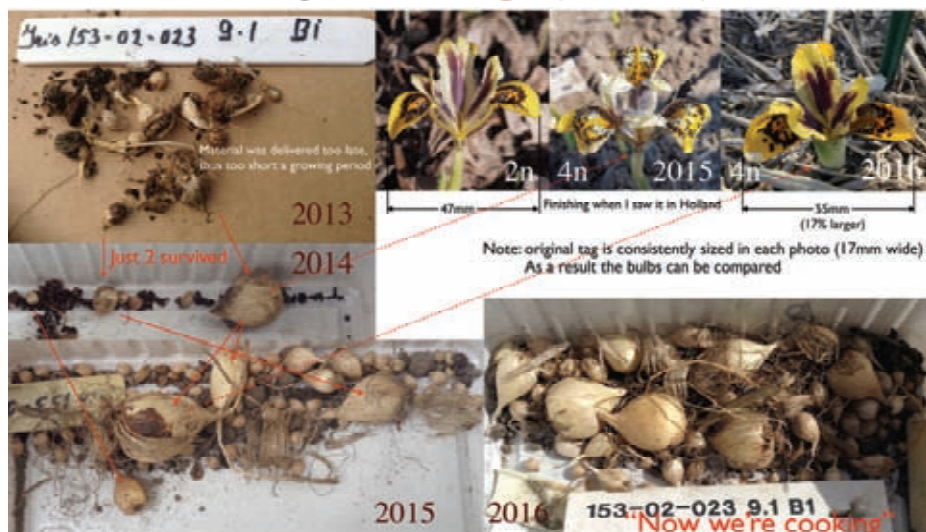 Iris 153-02-023 9.1 B1
Material was delivered too late,
thus too short a growing period
2013
2n
4n
2015
4n
2016
47mm
Finishing when I saw it in Holland
55mm
(17% larger)
Note: original tag is consistently sized in each photo (17mm wide)
As a result the bulbs can be compared
Just 2 survived
2014
2015
2016
153-02-023 9.1 B1
"Now we're cooking"